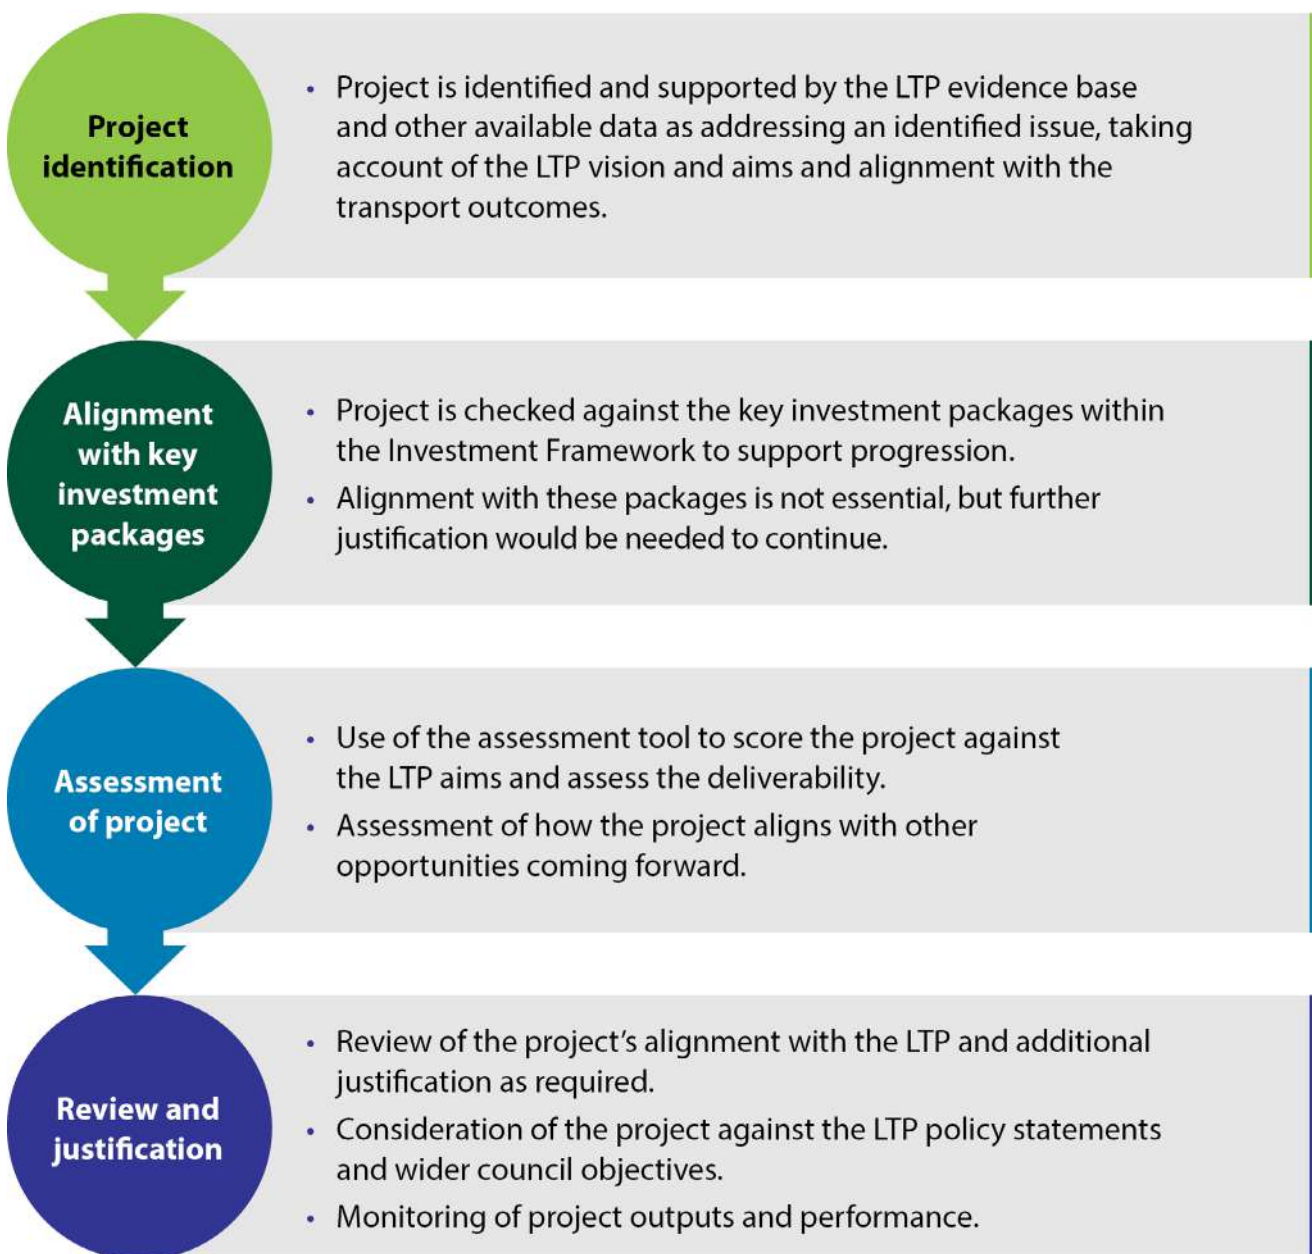 Project
identification
• Project is identified and supported by the LTP evidence base
and other available data as addressing an identified issue, taking
account of the LTP vision and aims and alignment with the
transport outcomes.
Alignment
with key
investment
packages
• Project is checked against the key investment packages within
the Investment Framework to support progression.
• Alignment with these packages is not essential, but further
justification would be needed to continue.
Assessment
of project
• Use of the assessment tool to score the project against
the LTP aims and assess the deliverability.
• Assessment of how the project aligns with other
opportunities coming forward.
Review and
justification
• Review of the project’s alignment with the LTP and additional
justification as required.
• Consideration of the project against the LTP policy statements
and wider council objectives.
• Monitoring of project outputs and performance.